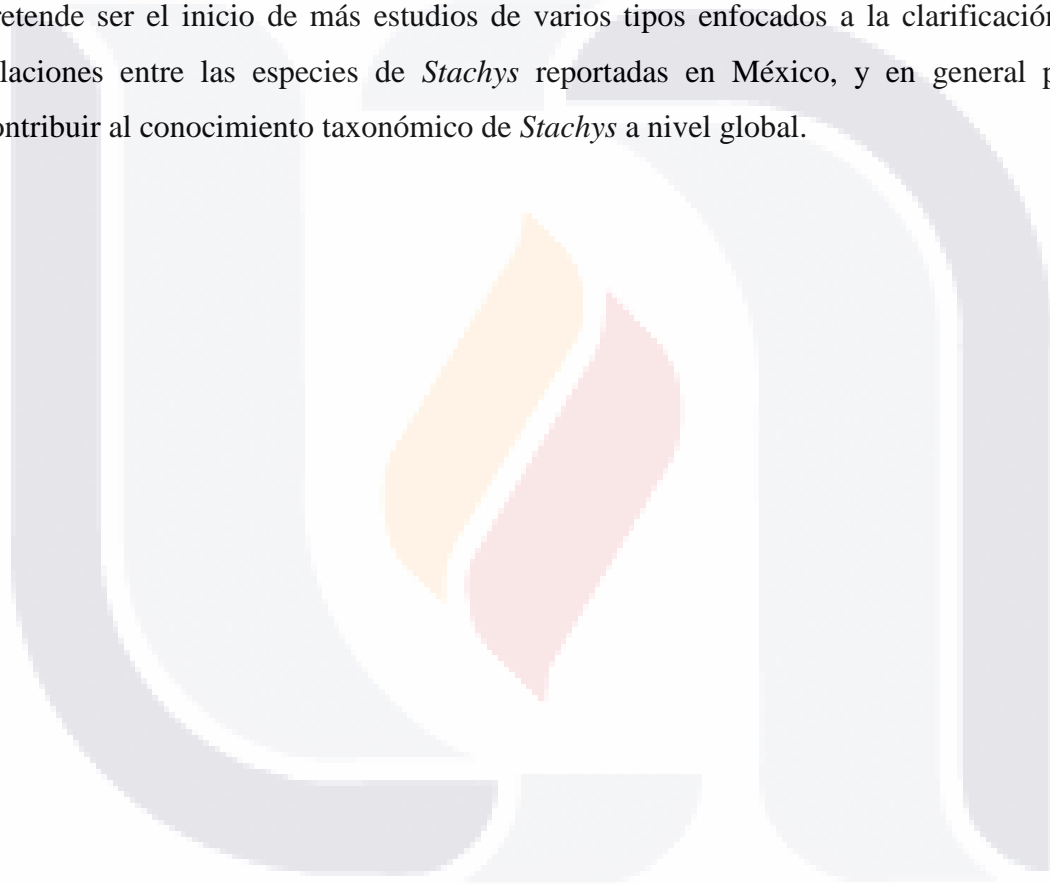 retende ser el inicio de más estudios de varios tipos enfocados a la clarificación
laciones entre las especies de Stachys reportadas en México, y en general p
ontribuir al conocimiento taxonómico de Stachys a nivel global.